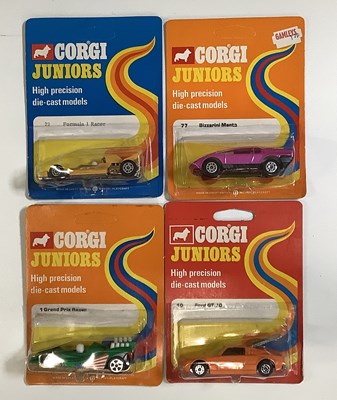 CORGI
JUNIORS
High precision
die-cast models
71 Formula 1 Racer
GAMLEYS
CORGI
JUNIORS
High precision
die-cast models
77 Bizzarini Manta
CORGI
JUNIORS
High precision
die-cast models
1 Grand Prix Racer
CORGI
JUNIORS
High precision
die-cast models